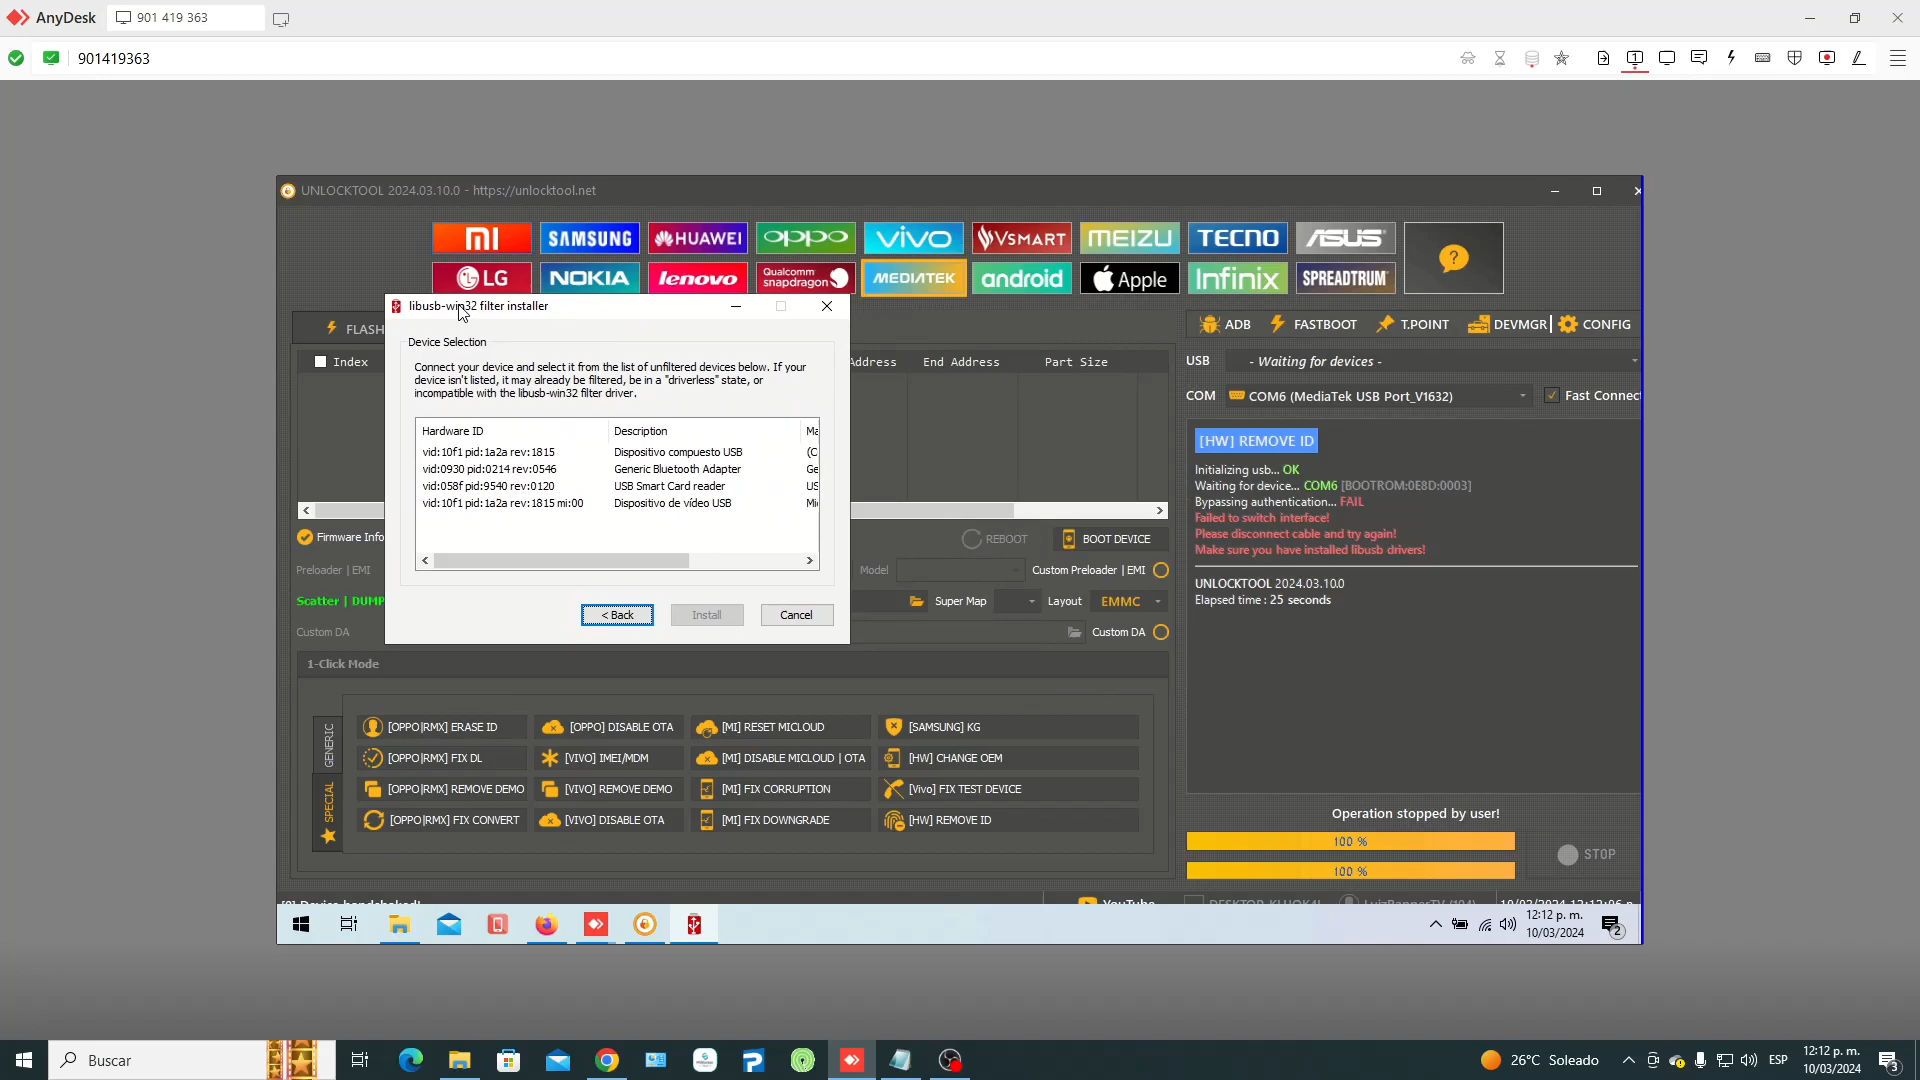 AnyDesk
901 419 363
901419363
UNLOCKTOOL 2024.03.10.0 - https://unlocktool.net
SAMSUNG
HUAWEI
oppo
vivo
VSMART
MEIZU
TECNO
ASUS
LG
NOKIA
lenovo
Qualcomm
snapdragon
MEDIATEK
android
Apple
Infinix
SPREADTRUM
?
FLASH
ADB
FASTBOOT
T.POINT
DEVMGR
CONFIG
Index
Address
End Address
Part Size
USB
- Waiting for devices -
COM
COM6 (MediaTek USB Port_V1632)
Fast Connect
libusb-win32 filter installer
Device Selection
Connect your device and select it from the list of unfiltered devices below. If your
device isn't listed, it may already be filtered, be in a "driverless" state, or
incompatible with the libusb-win32 filter driver.
Hardware ID
Description
Ma
vid:10f1 pid:1a2a rev:1815
Dispositivo compuesto USB
(C
vid:0930 pid:0214 rev:0546
Generic Bluetooth Adapter
Ge
vid:058f pid:9540 rev:0120
USB Smart Card reader
US
vid:10f1 pid:1a2a rev:1815 mi:00
Dispositivo de vídeo USB
Mi
< Back
Install
Cancel
[HW] REMOVE ID
Initializing usb... OK
Waiting for device... COM6 [BOOTROM:0E8D:0003]
Bypassing authentication... FAIL
Failed to switch interface!
Please disconnect cable and try again!
Make sure you have installed libusb drivers!
UNLOCKTOOL 2024.03.10.0
Elapsed time : 25 seconds
Firmware Info
REBOOT
BOOT DEVICE
Preloader | EMI
Model
Custom Preloader | EMI
Scatter | DUMP
Super Map
Layout
EMMC
Custom DA
Custom DA
1-Click Mode
GENERIC
SPECIAL
[OPPO|RMX] ERASE ID
[OPPO] DISABLE OTA
[MI] RESET MICLOUD
[SAMSUNG] KG
[OPPO|RMX] FIX DL
[VIVO] IMEI/MDM
[MI] DISABLE MICLOUD | OTA
[HW] CHANGE OEM
[OPPO|RMX] REMOVE DEMO
[VIVO] REMOVE DEMO
[MI] FIX CORRUPTION
[Vivo] FIX TEST DEVICE
[OPPO|RMX] FIX CONVERT
[VIVO] DISABLE OTA
[MI] FIX DOWNGRADE
[HW] REMOVE ID
Operation stopped by user!
100 %
100 %
STOP
YouTube
12:12 p. m.
10/03/2024
2
Buscar
26°C Soleado
ESP
12:12 p. m.
10/03/2024
3